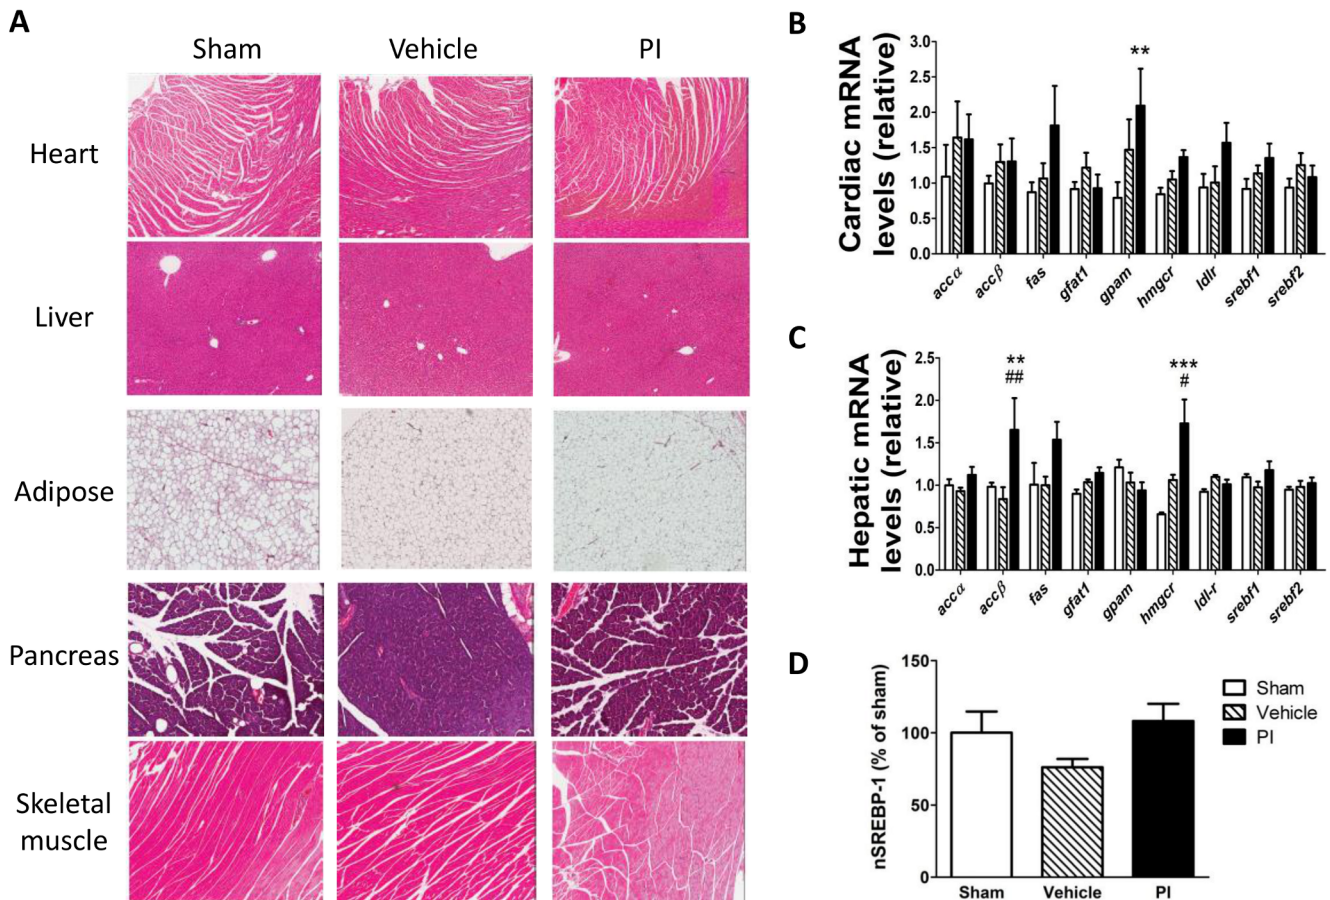 A
Sham
Vehicle
PI
Heart
Liver
Adipose
Pancreas
Skeletal
muscle
B
Cardiac mRNA
levels (relative)
3.0
2.5
2.0
1.5
1.0
0.5
0.0
**
accα
accβ
fas
gfat1
gpam
hmgcr
ldlr
srebf1
srebf2
C
Hepatic mRNA
levels (relative)
2.5
2.0
1.5
1.0
0.5
0.0
**
##
***
#
accα
accβ
fas
gfat1
gpam
hmgcr
ldl-r
srebf1
srebf2
D
nSREBP-1 (% of sham)
150
100
50
0
Sham
Vehicle
PI
Sham
Vehicle
PI